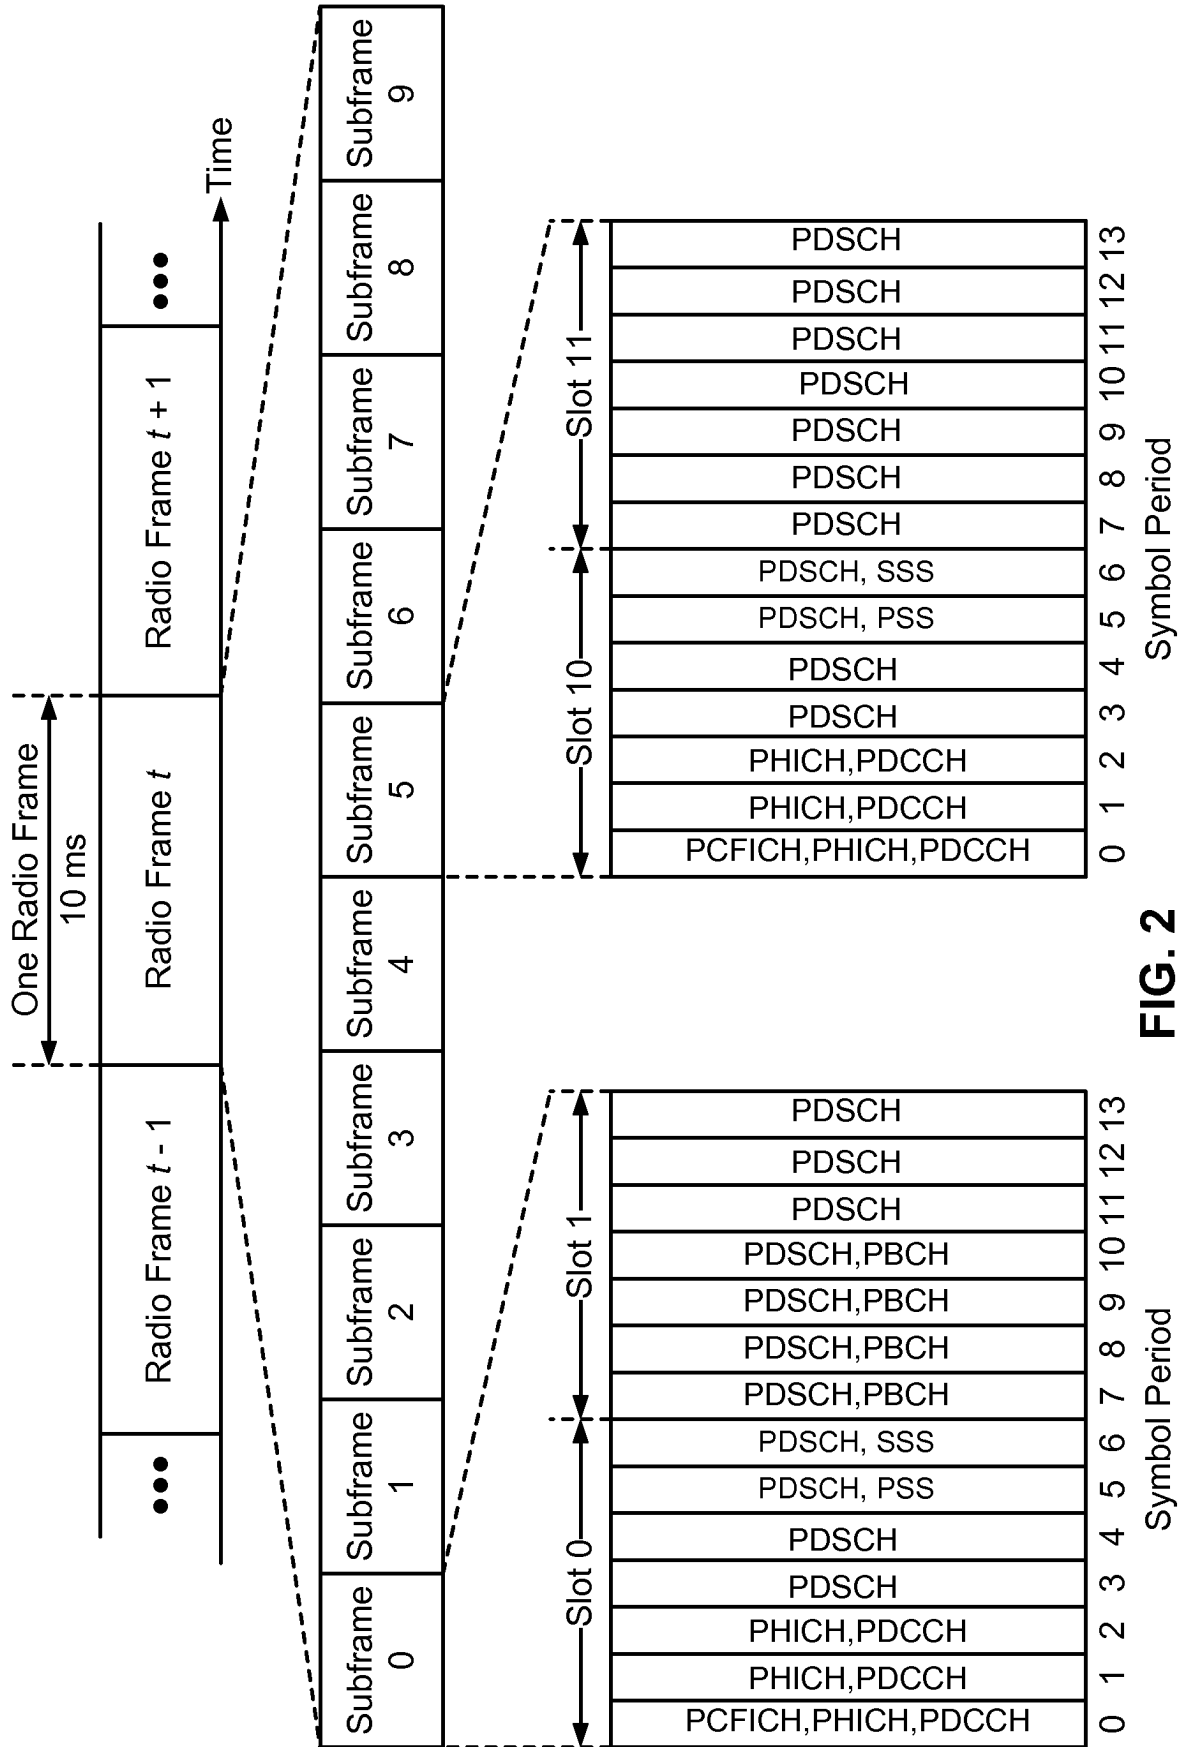 One Radio Frame
10 ms
•••
Radio Frame t - 1
Radio Frame t
Radio Frame t + 1
•••
Time
Subframe
0
Subframe
1
Subframe
2
Subframe
3
Subframe
4
Subframe
5
Subframe
6
Subframe
7
Subframe
8
Subframe
9
Slot 0
Slot 1
PCFICH,PHICH,PDCCH
PHICH,PDCCH
PHICH,PDCCH
PDSCH
PDSCH
PDSCH, PSS
PDSCH, SSS
PDSCH,PBCH
PDSCH,PBCH
PDSCH,PBCH
PDSCH,PBCH
PDSCH
PDSCH
PDSCH
0 1 2 3 4 5 6 7 8 9 10 11 12 13
Symbol Period
Slot 10
Slot 11
PCFICH,PHICH,PDCCH
PHICH,PDCCH
PHICH,PDCCH
PDSCH
PDSCH
PDSCH, PSS
PDSCH, SSS
PDSCH
PDSCH
PDSCH
PDSCH
PDSCH
PDSCH
PDSCH
0 1 2 3 4 5 6 7 8 9 10 11 12 13
Symbol Period
FIG. 2